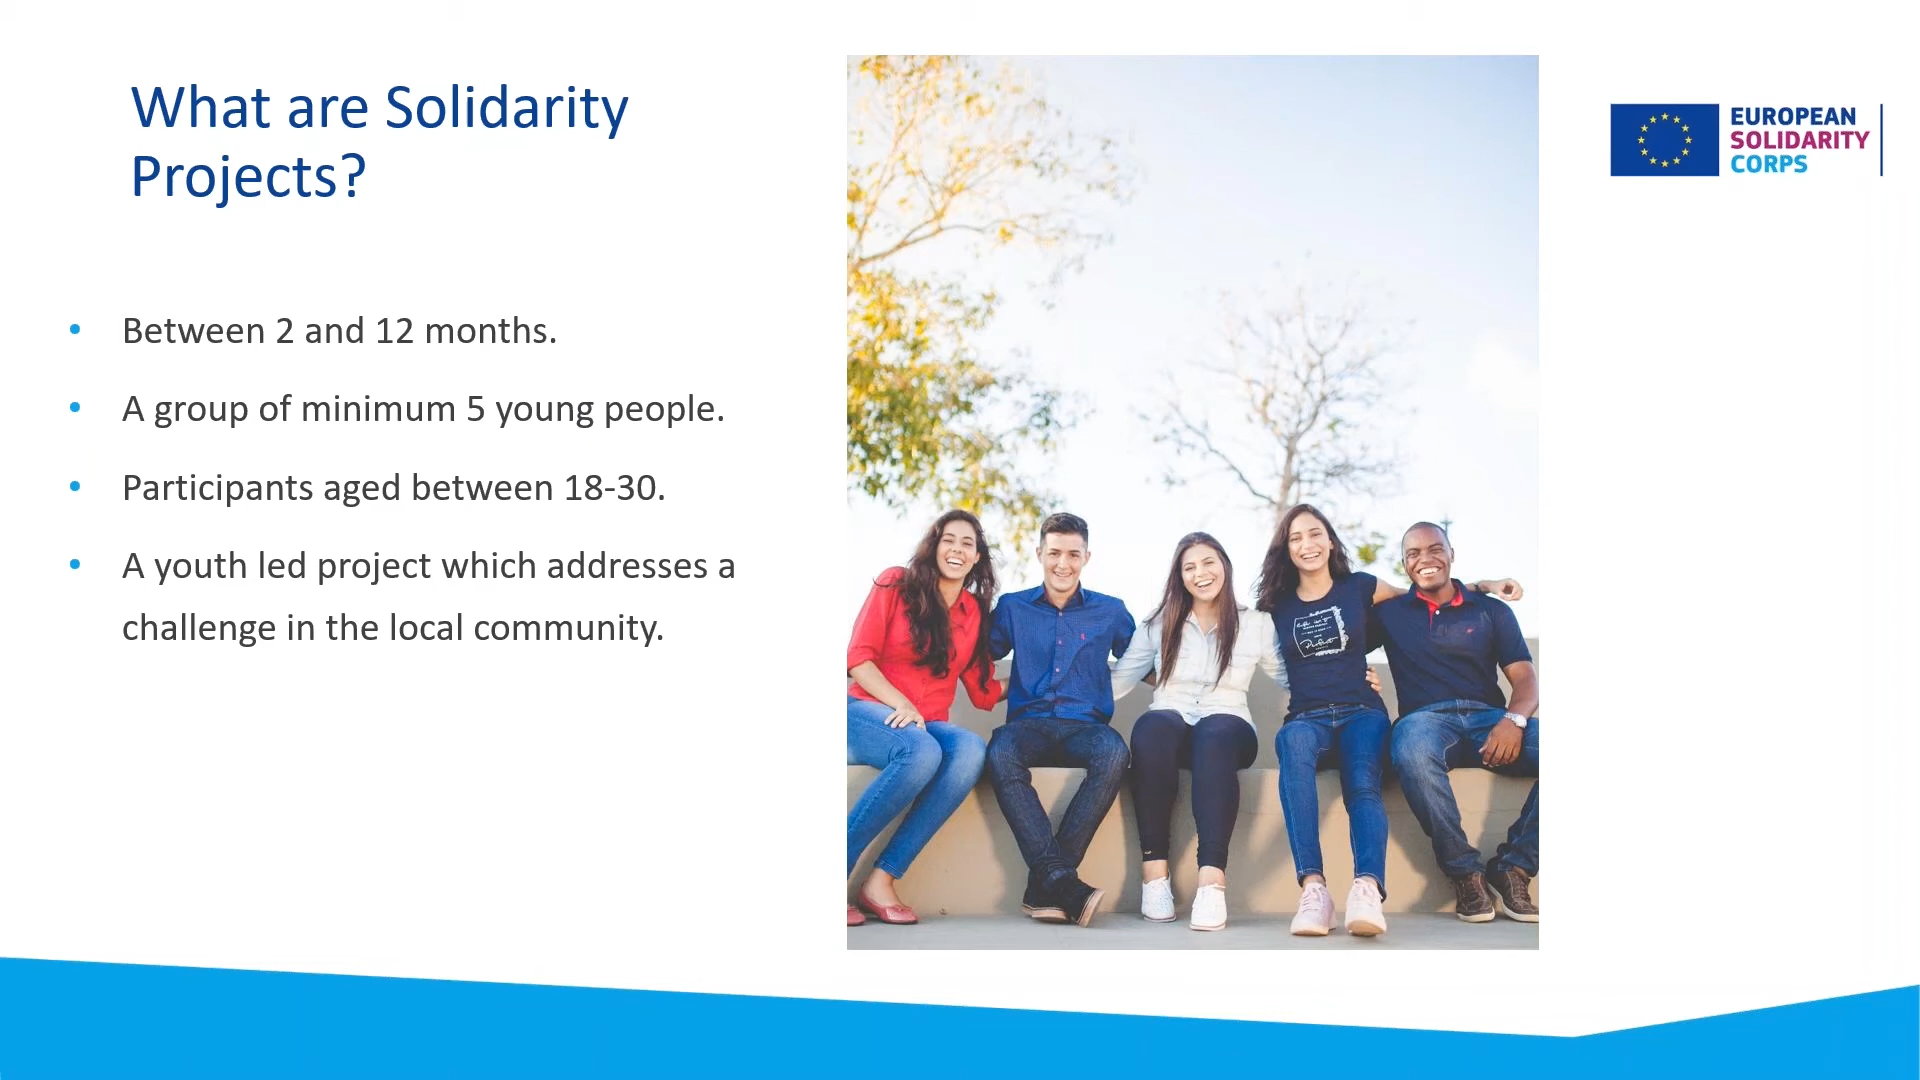 What are Solidarity
Projects?
EUROPEAN
SOLIDARITY
CORPS
• Between 2 and 12 months.
• A group of minimum 5 young people.
• Participants aged between 18-30.
• A youth led project which addresses a
challenge in the local community.